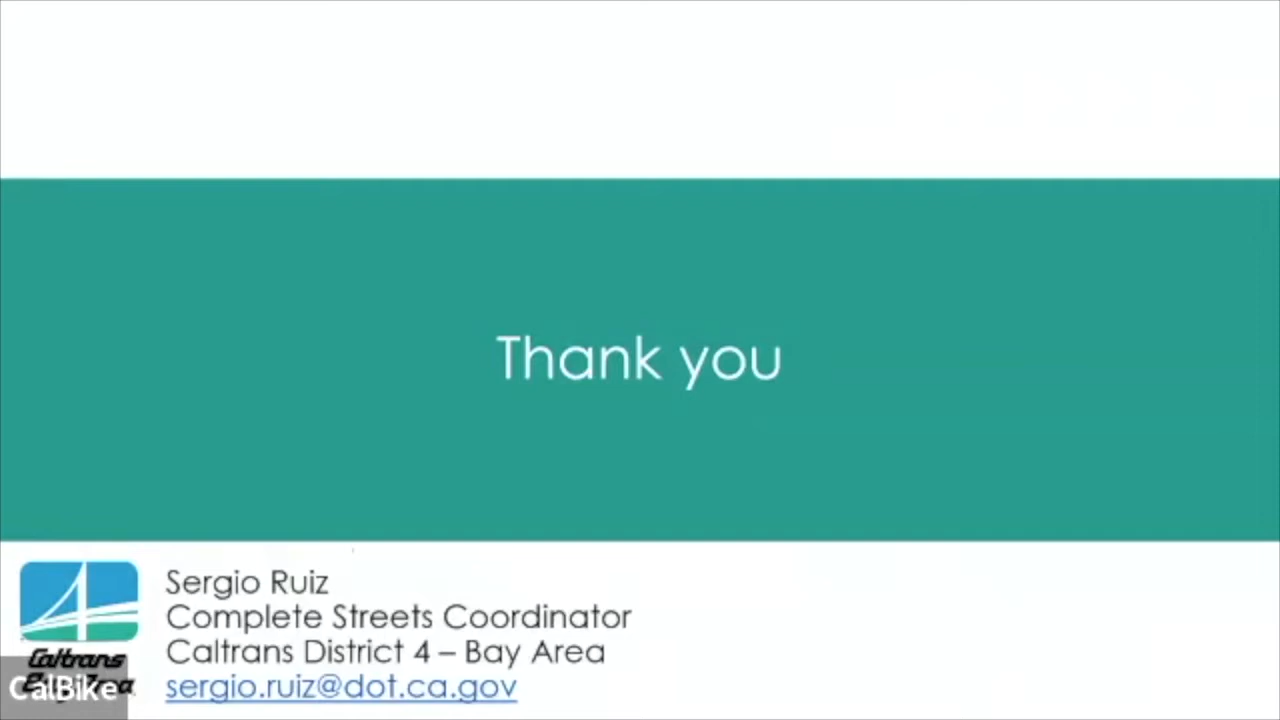 Thank you
Sergio Ruiz
Complete Streets Coordinator
Caltrans District 4 – Bay Area
sergio.ruiz@dot.ca.gov
Caltrans
CalBike